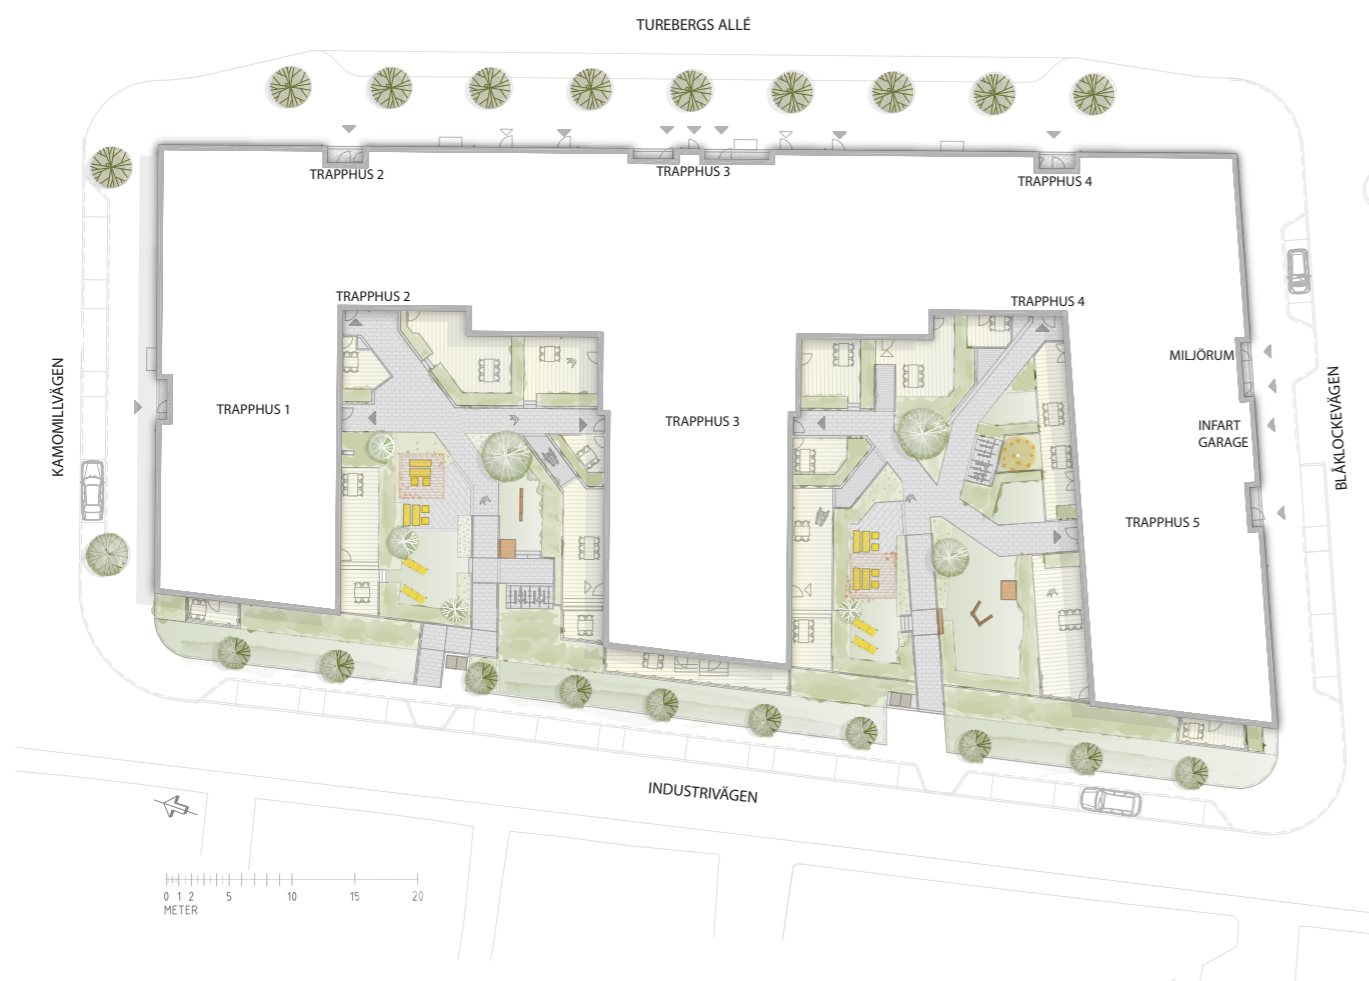 TUREBERGS ALLÉ
TRAPPHUS 2
TRAPPHUS 3
TRAPPHUS 4
TRAPPHUS 2
TRAPPHUS 4
MILJÖRUM
KAMOMILLVÄGEN
TRAPPHUS 1
TRAPPHUS 3
INFART
GARAGE
BLÅKLOCKEVÄGEN
TRAPPHUS 5
INDUSTRIVÄGEN
0 1 2 5 10 15 20
METER